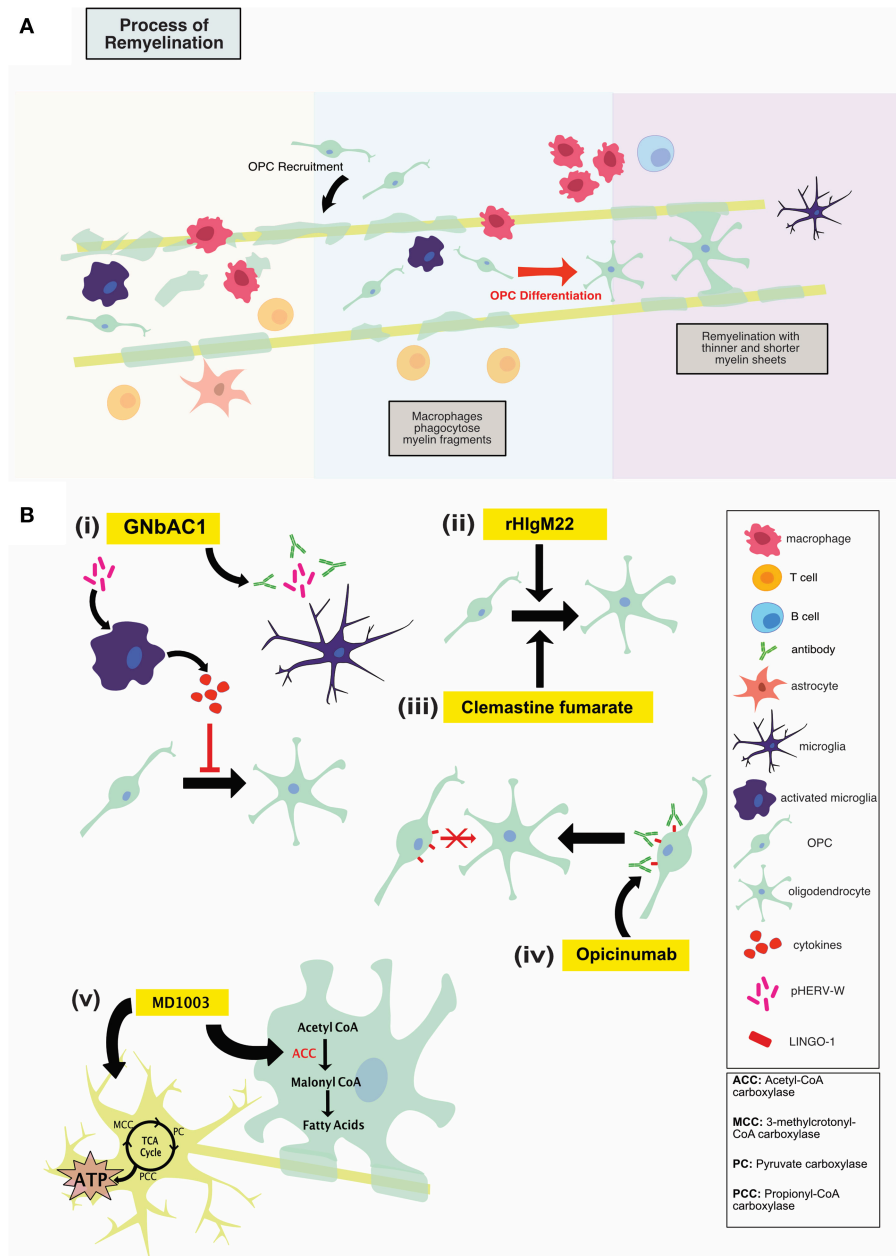 A
Process of
Remyelination
OPC Recruitment
OPC Differentiation
Remyelination with
thinner and shorter
myelin sheets
Macrophages
phagocytose
myelin fragments
B
(i) GNbAC1
(ii) rHIgM22
(iii) Clemastine fumarate
(iv) Opicinumab
(v) MD1003
Acetyl CoA
ACC
Malonyl CoA
Fatty Acids
MCC
PC
TCA
Cycle
PCC
ATP
macrophage
T cell
B cell
antibody
astrocyte
microglia
activated microglia
OPC
oligodendrocyte
cytokines
pHERV-W
LINGO-1
ACC: Acetyl-CoA
carboxylase
MCC: 3-methylcrotonyl-
CoA carboxylase
PC: Pyruvate carboxylase
PCC: Propionyl-CoA
carboxylase